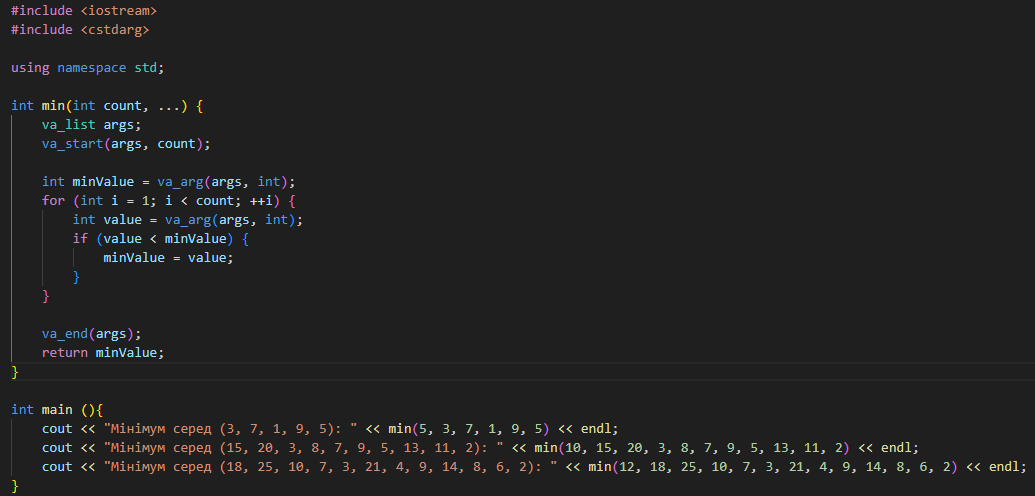 #include <iostream>
#include <cstdarg>
using namespace std;
int min(int count, ...) {
va_list args;
va_start(args, count);
int minValue = va_arg(args, int);
for (int i = 1; i < count; ++i) {
int value = va_arg(args, int);
if (value < minValue) {
minValue = value;
}
}
va_end(args);
return minValue;
}
int main (){
cout << "Мінімум серед (3, 7, 1, 9, 5): " << min(5, 3, 7, 1, 9, 5) << endl;
cout << "Мінімум серед (15, 20, 3, 8, 7, 9, 5, 13, 11, 2): " << min(10, 15, 20, 3, 8, 7, 9, 5, 13, 11, 2) << endl;
cout << "Мінімум серед (18, 25, 10, 7, 3, 21, 4, 9, 14, 8, 6, 2): " << min(12, 18, 25, 10, 7, 3, 21, 4, 9, 14, 8, 6, 2) << endl;
}